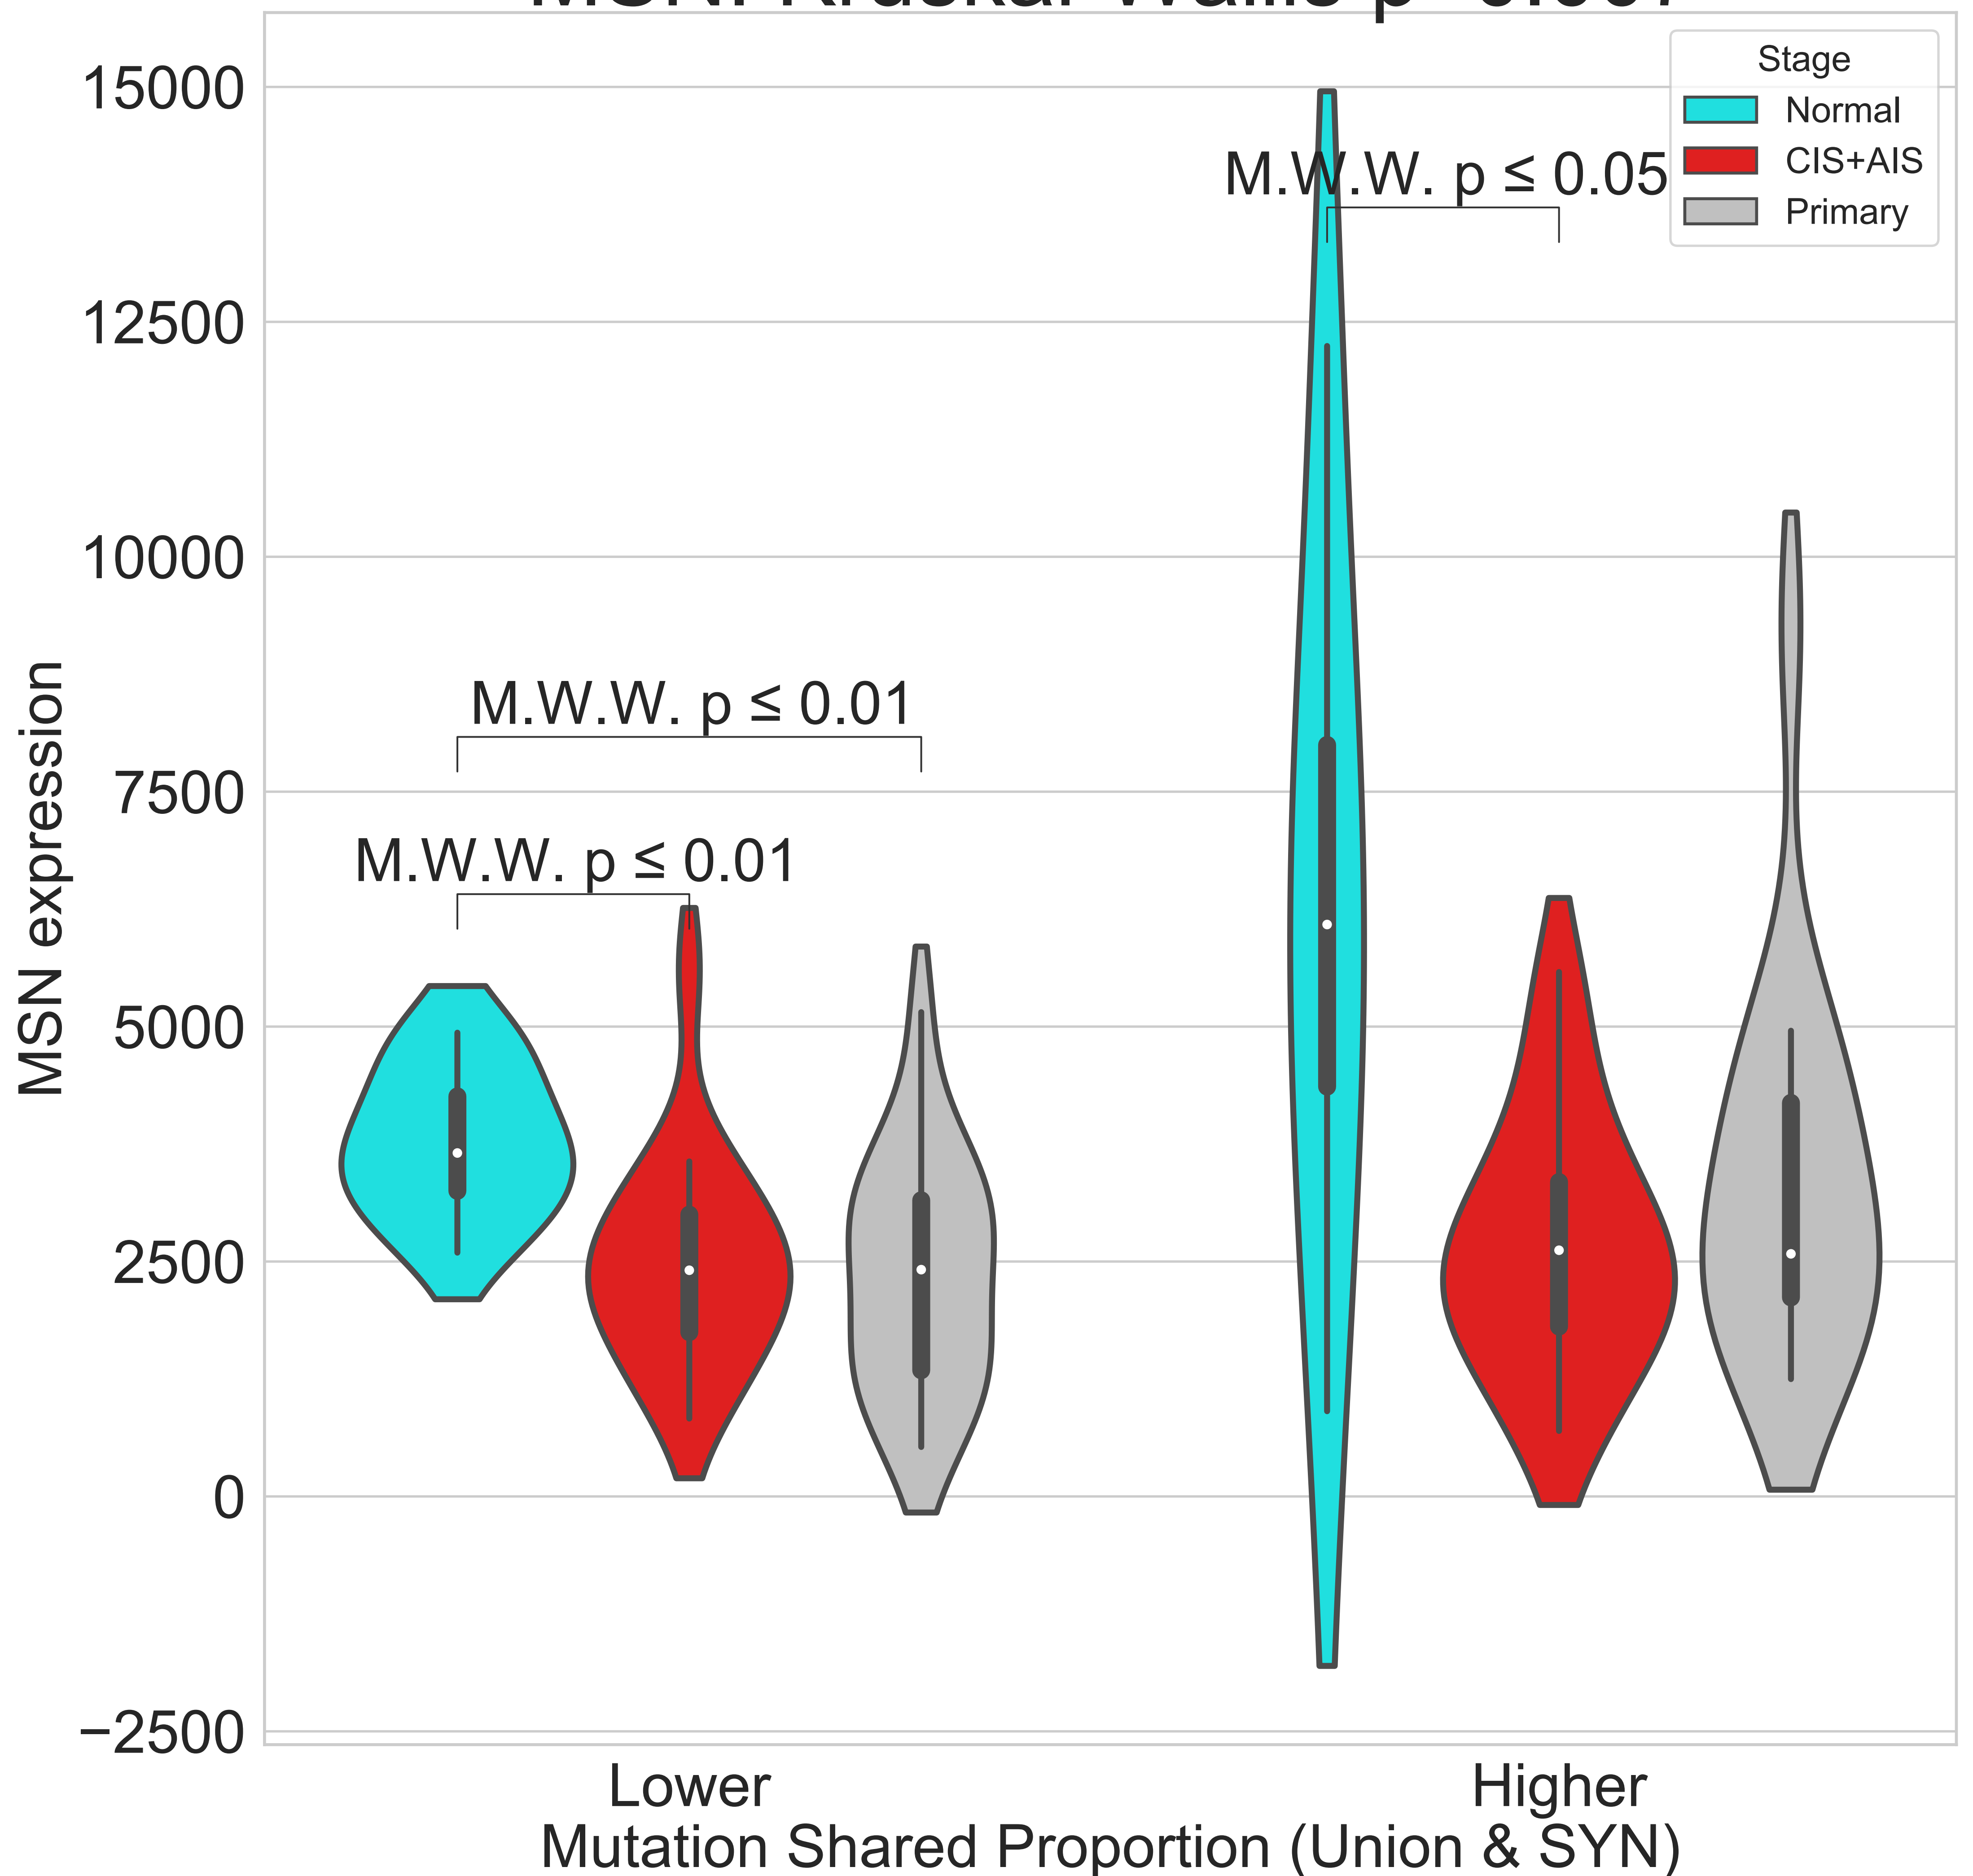 15000
12500
10000
7500
5000
2500
0
−2500
MSN expression
Stage
Normal
CIS+AIS
Primary
M.W.W. p ≤ 0.05
M.W.W. p ≤ 0.01
M.W.W. p ≤ 0.01
Lower
Higher
Mutation Shared Proportion (Union & SYN)